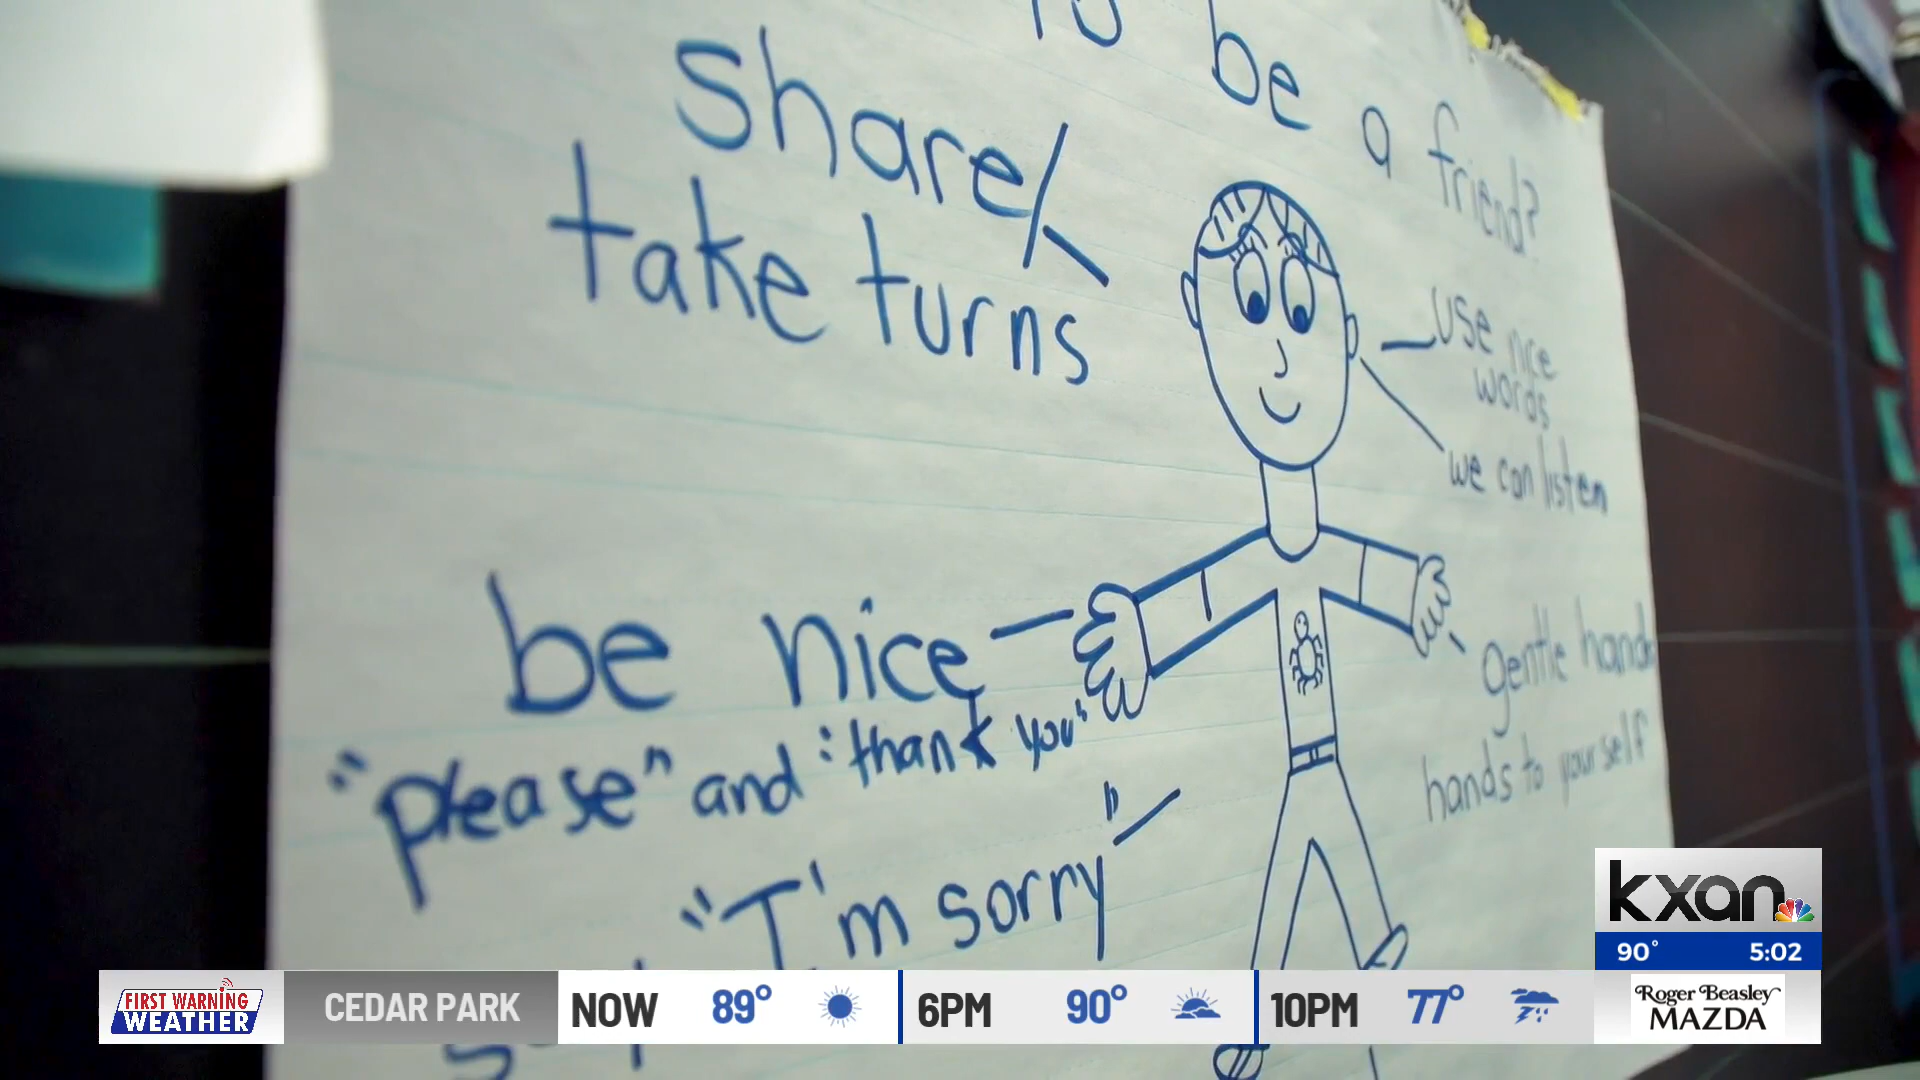 to be a friend?
share/
take turns
use nice
words
we can listen
be nice
"please" and "thank you"
gentle hands
hands to yourself
"I'm sorry"
kxan
90° 5:02
FIRST WARNING
WEATHER
CEDAR PARK
NOW 89°
6PM 90°
10PM 77°
Roger Beasley
MAZDA